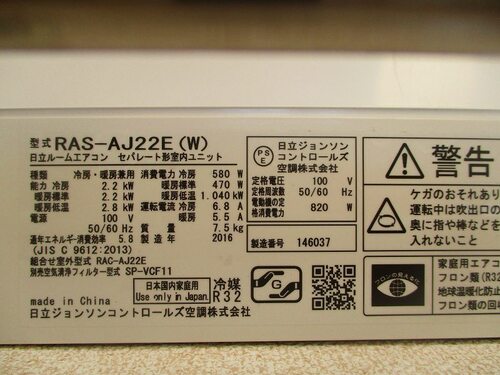 型式 RAS-AJ22E (W)
日立ルームエアコン セパレート形室内ユニット
種類 冷房・暖房兼用 消費電力 冷房 580 W
能力 冷房 2.2 kW 暖房標準 470 W
暖房標準 2.2 kW 暖房低温 1.040 kW
暖房低温 2.8 kW 運転電流 冷房 6.8 A
電源 100 V 暖房 5.5 A
50/60 Hz 質量 7.5 kg
通年エネルギー消費効率 5.8 製造年 2016
(JIS C 9612:2013)
組合せ室外型式 RAC-AJ22E
別売空気清浄フィルター型式 SP-VCF11
made in China
日本国内家庭用
Use only in Japan
冷媒
R32
日立ジョンソンコントロールズ空調株式会社
PS
E
日立ジョンソン
コントロールズ
空調株式会社
定格電圧 100 V
定格周波数 50/60 Hz
電動機の定格消費電力 820 W
製造番号 146037
G
フロンの見える化
警告
ケガのおそれあり
運転中は吹出口の
奥に指や棒などを
入れない
家庭用エア
フロン類(R32
地球温暖化防止
フロン類の回